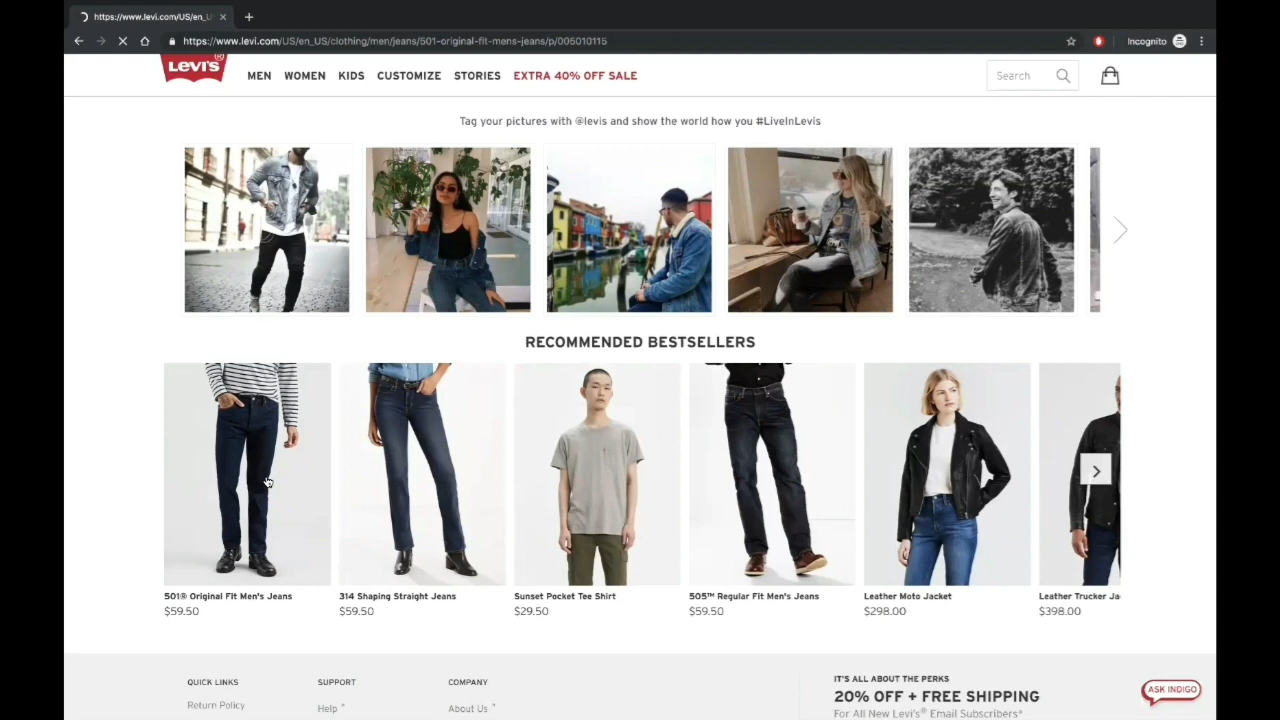 https://www.levi.com/US/en_U
https://www.levi.com/US/en_US/clothing/men/jeans/501-original-fit-mens-jeans/p/005010115
Incognito
Levi's®
MEN WOMEN KIDS CUSTOMIZE STORIES EXTRA 40% OFF SALE
Search
Tag your pictures with @levis and show the world how you #LiveInLevis
RECOMMENDED BESTSELLERS
501® Original Fit Men's Jeans
$59.50
314 Shaping Straight Jeans
$59.50
Sunset Pocket Tee Shirt
$29.50
505™ Regular Fit Men's Jeans
$59.50
Leather Moto Jacket
$298.00
Leather Trucker Ja
$398.00
QUICK LINKS
Return Policy
SUPPORT
Help
COMPANY
About Us
IT'S ALL ABOUT THE PERKS
20% OFF + FREE SHIPPING
For All New Levi's® Email Subscribers*
ASK INDIGO